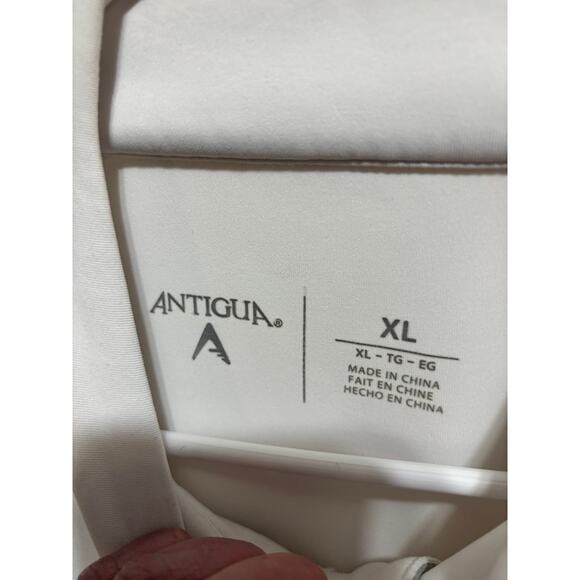 ANTIGUA®
XL
XL - TG - EG
MADE IN CHINA
FAIT EN CHINE
HECHO EN CHINA